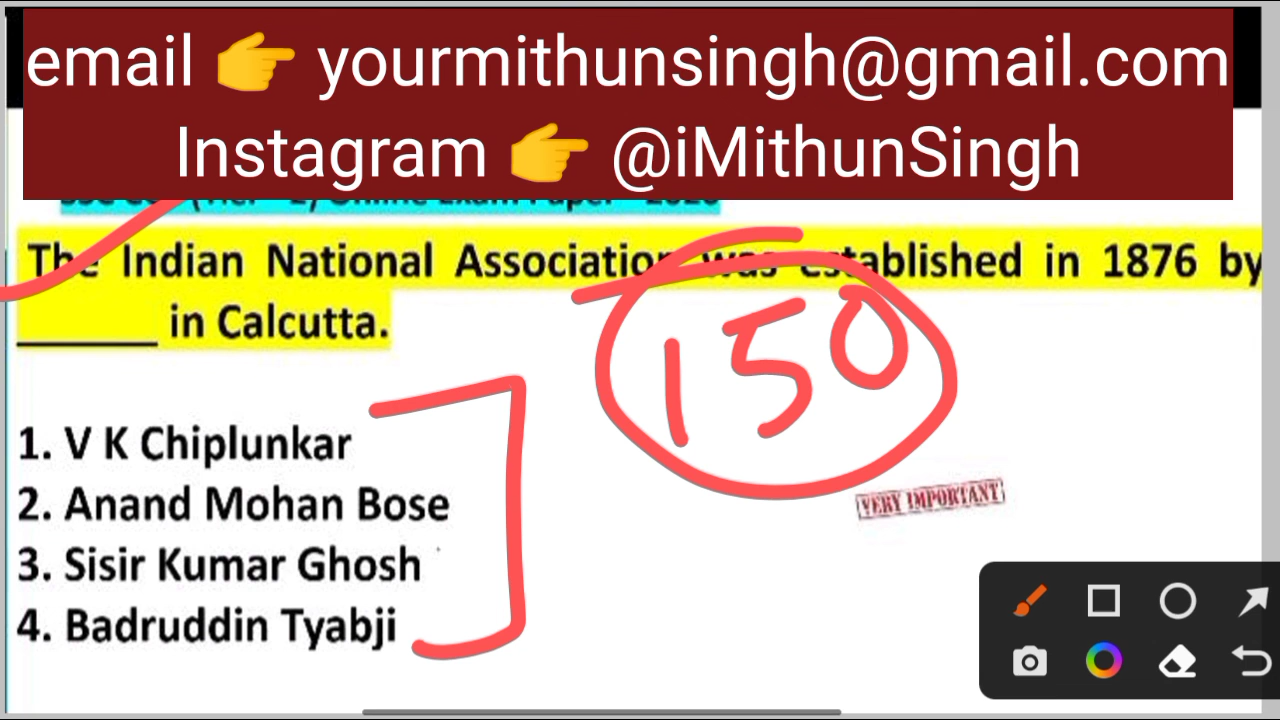 email 👉 yourmithunsingh@gmail.com
Instagram 👉 @iMithunSingh
The Indian National Association was established in 1876 by
________ in Calcutta.
150
1. V K Chiplunkar
2. Anand Mohan Bose
3. Sisir Kumar Ghosh
4. Badruddin Tyabji
VERY IMPORTANT